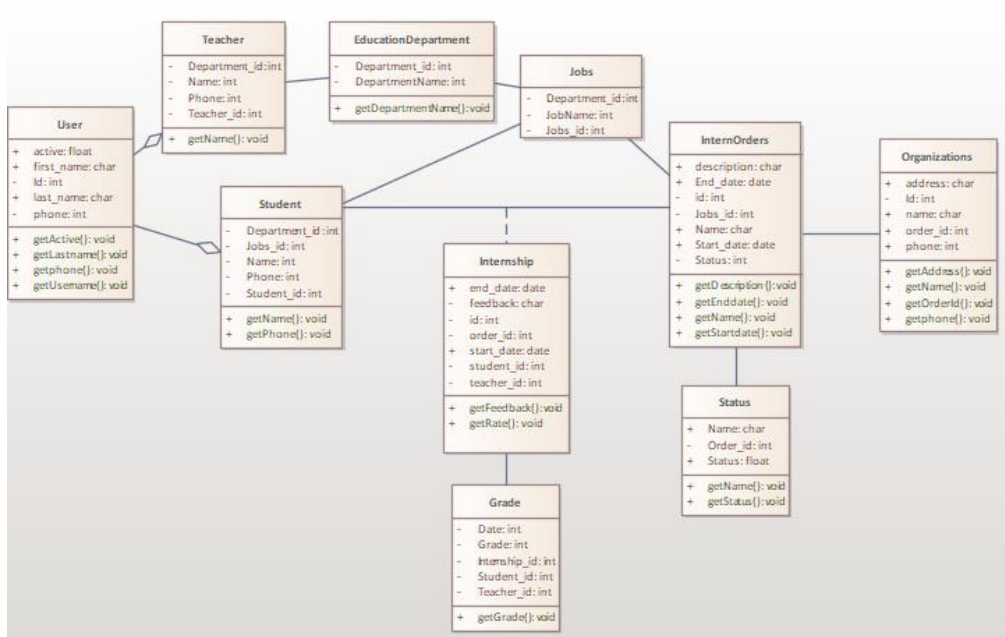 Teacher
- Department_id:int
- Name: int
- Phone: int
- Teacher_id: int
+ getName(): void
EducationDepartment
- Department_id: int
- DepartmentName: int
+ getDepartmentName():void
Jobs
- Department_id:int
- JobName: int
- Jobs_id: int
User
+ active: float
+ first_name: char
- Id: int
+ last_name: char
- phone: int
+ getActive(): void
+ getLastname(): void
+ getphone(): void
+ getUsername(): void
Student
- Department_id :int
- Jobs_id: int
- Name: int
- Phone: int
- Student_id: int
+ getName(): void
+ getPhone(): void
InternOrders
+ description: char
+ End_date: date
- id: int
- Jobs_id: int
+ Name: char
+ Start_date: date
- Status: int
+ getDescription():void
+ getEnddate(): void
+ getName(): void
+ getStartdate(): void
Organizations
+ address: char
- Id: int
+ name: char
+ order_id: int
+ phone: int
+ getAddress(): void
+ getName(): void
+ getOrderId(): void
+ getphone(): void
Internship
+ end_date: date
- feedback: char
- id: int
- order_id: int
+ start_date: date
- student_id: int
- teacher_id: int
+ getFeedback():void
+ getRate(): void
Status
+ Name: char
- Order_id: int
+ Status: float
+ getName(): void
+ getStatus():void
Grade
- Date: int
- Grade: int
- Internship_id: int
- Student_id: int
- Teacher_id: int
+ getGrade(): void